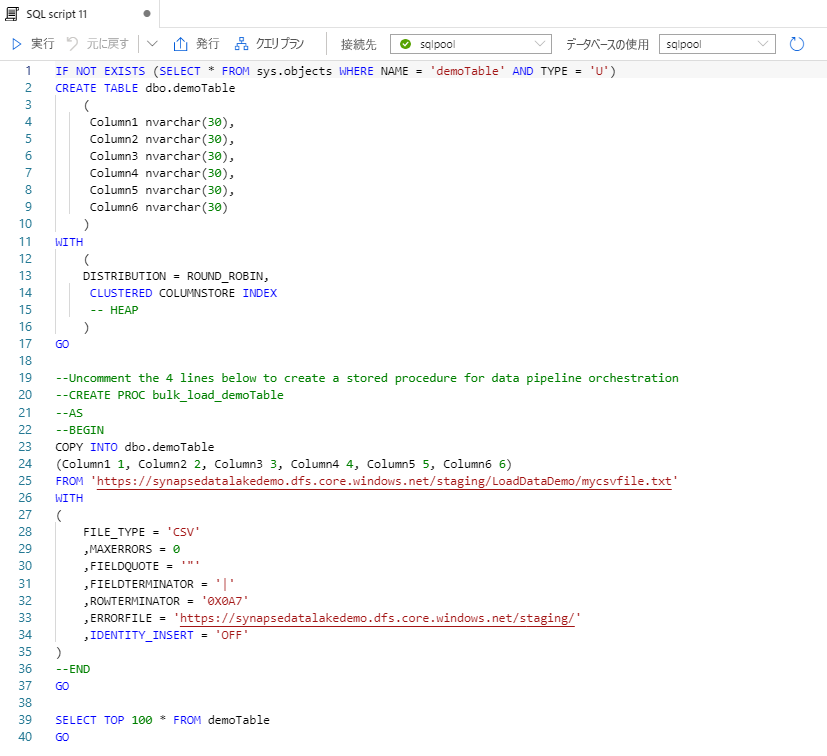 SQL script 11
実行 元に戻す 発行 クエリプラン 接続先 sqlpool データベースの使用 sqlpool
1 IF NOT EXISTS (SELECT * FROM sys.objects WHERE NAME = 'demoTable' AND TYPE = 'U')
2 CREATE TABLE dbo.demoTable
3 (
4 Column1 nvarchar(30),
5 Column2 nvarchar(30),
6 Column3 nvarchar(30),
7 Column4 nvarchar(30),
8 Column5 nvarchar(30),
9 Column6 nvarchar(30)
10 )
11 WITH
12 (
13 DISTRIBUTION = ROUND_ROBIN,
14 CLUSTERED COLUMNSTORE INDEX
15 -- HEAP
16 )
17 GO
18
19 --Uncomment the 4 lines below to create a stored procedure for data pipeline orchestration
20 --CREATE PROC bulk_load_demoTable
21 --AS
22 --BEGIN
23 COPY INTO dbo.demoTable
24 (Column1 1, Column2 2, Column3 3, Column4 4, Column5 5, Column6 6)
25 FROM 'https://synapsedatalakedemo.dfs.core.windows.net/staging/LoadDataDemo/mycsvfile.txt'
26 WITH
27 (
28 FILE_TYPE = 'CSV'
29 ,MAXERRORS = 0
30 ,FIELDQUOTE = '"'
31 ,FIELDTERMINATOR = '|'
32 ,ROWTERMINATOR = '0X0A7'
33 ,ERRORFILE = 'https://synapsedatalakedemo.dfs.core.windows.net/staging/'
34 ,IDENTITY_INSERT = 'OFF'
35 )
36 --END
37 GO
38
39 SELECT TOP 100 * FROM demoTable
40 GO